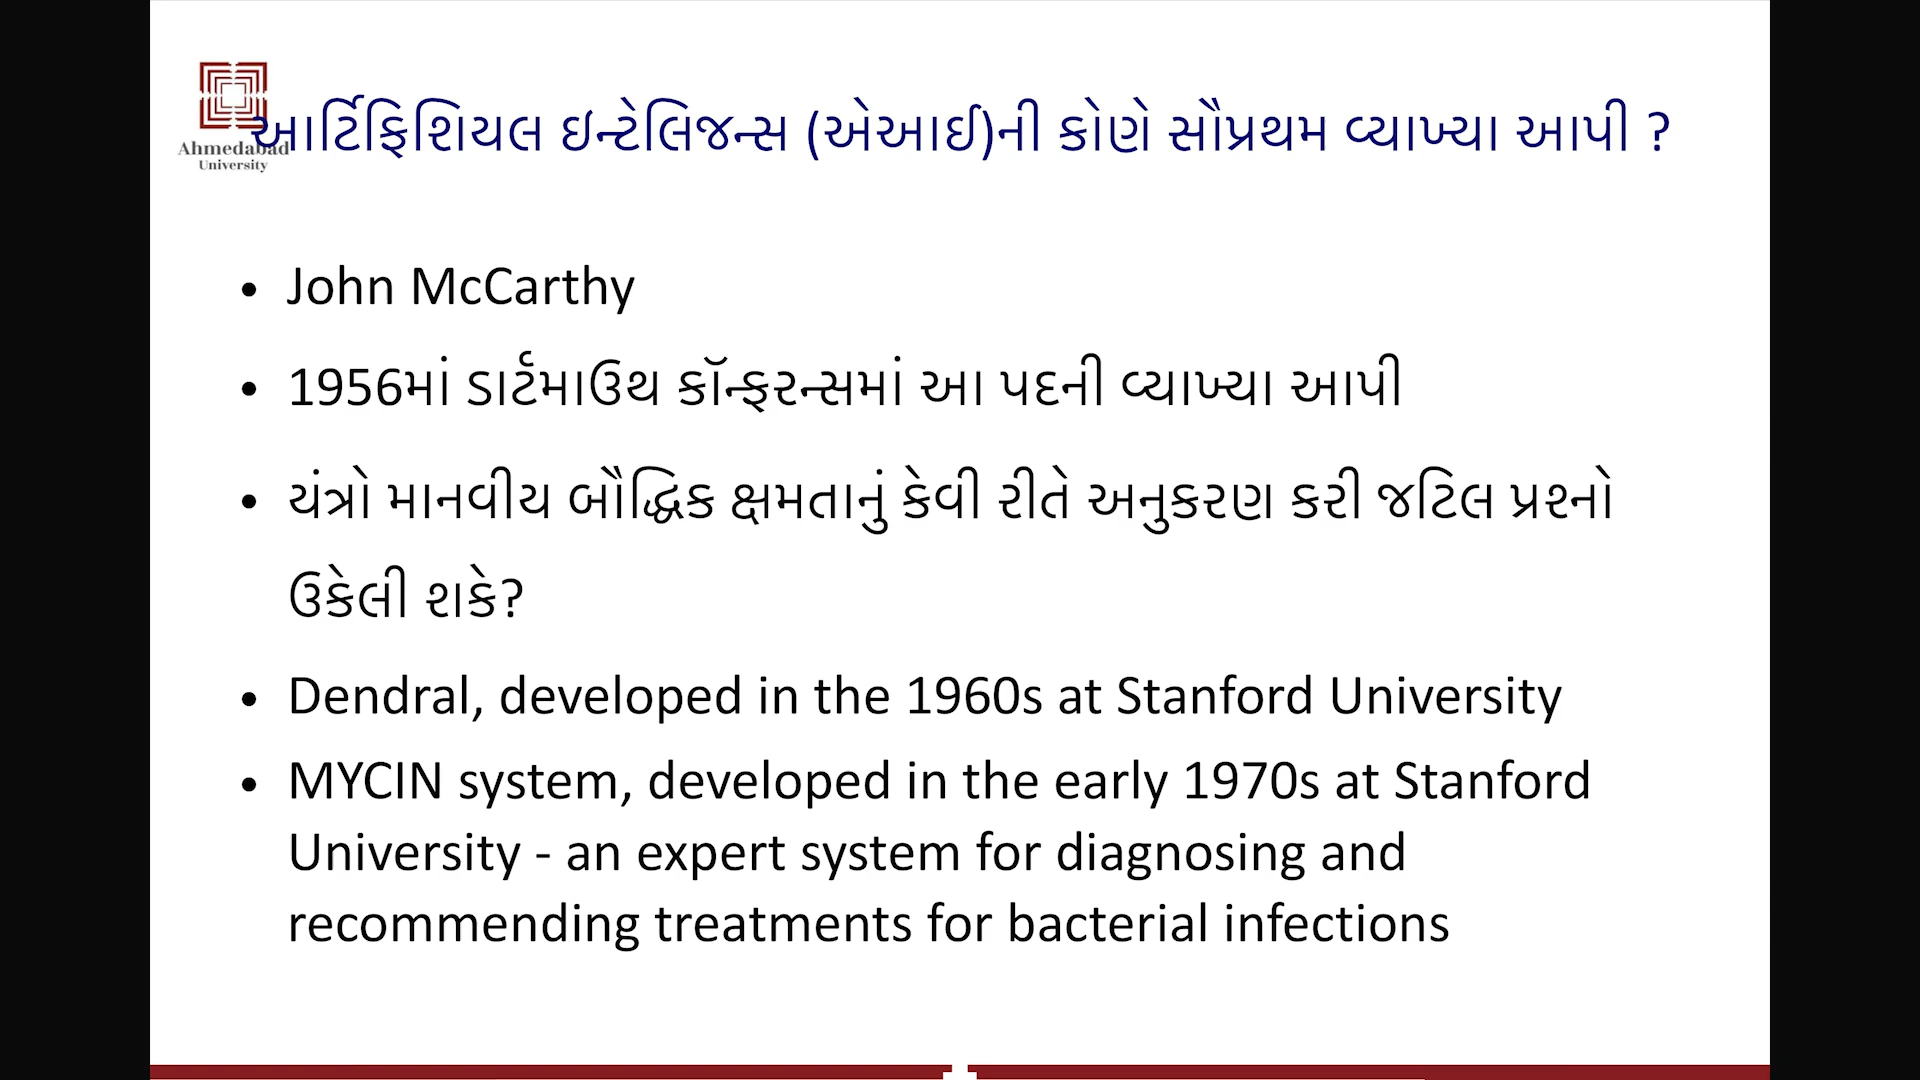 Ahmedabad
University
આર્ટિફિશિયલ ઇન્ટેલિજન્સ (એઆઈ)ની કોણે સૌપ્રથમ વ્યાખ્યા આપી ?
• John McCarthy
• 1956માં ડાર્ટમાઉથ કૉન્ફરન્સમાં આ પદની વ્યાખ્યા આપી
• યંત્રો માનવીય બૌદ્ધિક ક્ષમતાનું કેવી રીતે અનુકરણ કરી જટિલ પ્રશ્નો
ઉકેલી શકે?
• Dendral, developed in the 1960s at Stanford University
• MYCIN system, developed in the early 1970s at Stanford
University - an expert system for diagnosing and
recommending treatments for bacterial infections